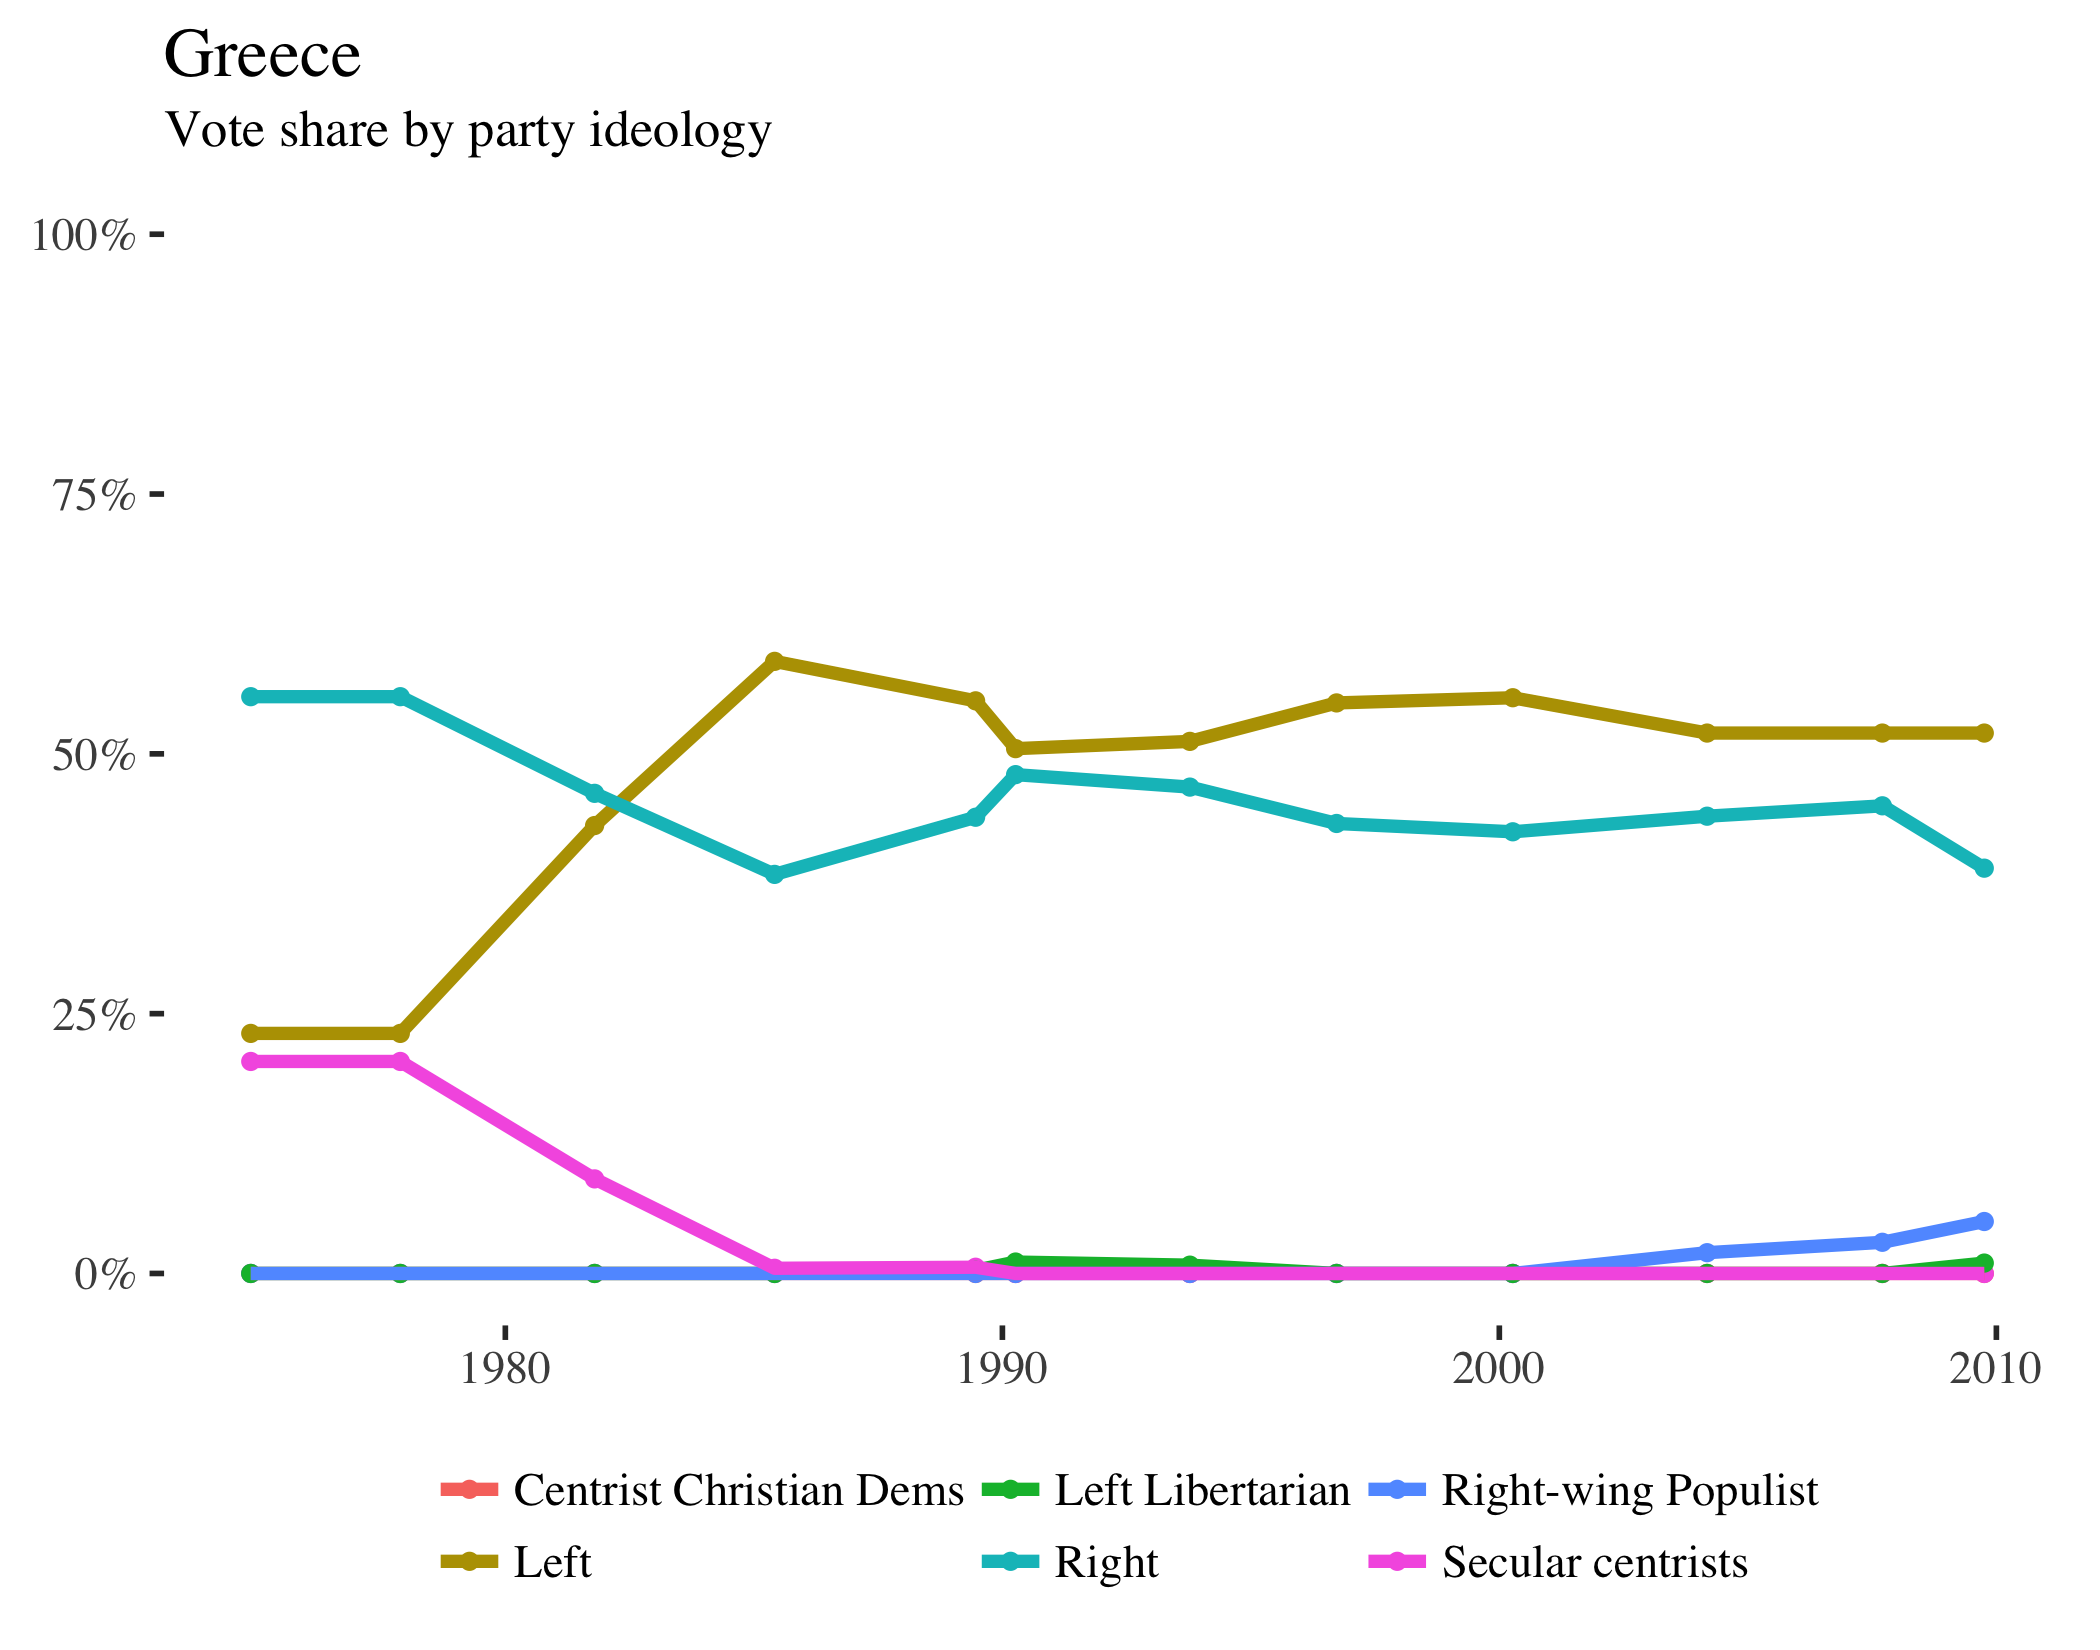 Greece
Vote share by party ideology
100%
75%
50%
25%
0%
1980 1990 2000 2010
Centrist Christian Dems Left Libertarian Right-wing Populist
Left Right Secular centrists